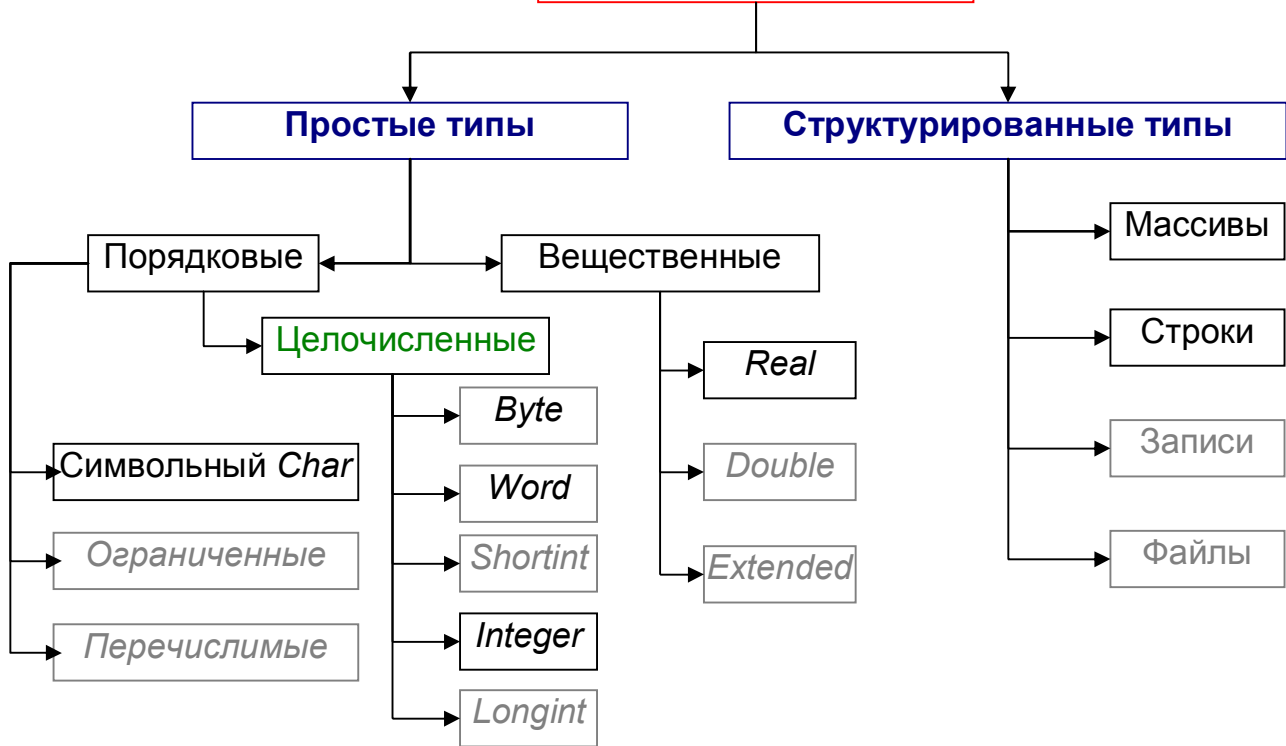 Простые типы
Структурированные типы
Массивы
Порядковые
Вещественные
Целочисленные
Строки
Real
Byte
Записи
Символьный Char
Double
Word
Ограниченные
Shortint
Extended
Файлы
Integer
Перечислимые
Longint